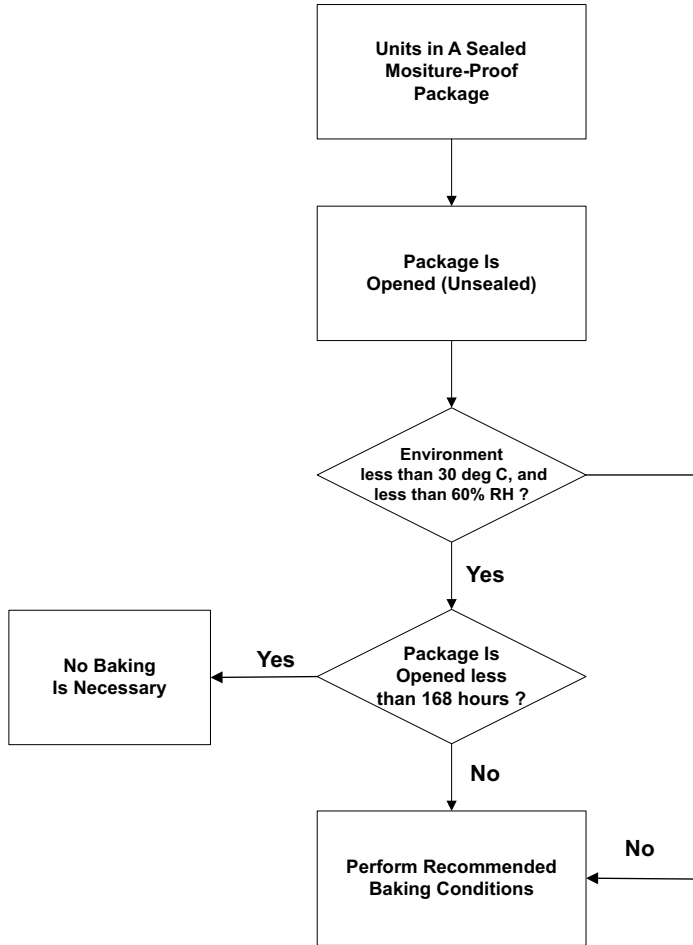 Units in A Sealed
Mositure-Proof
Package
Package Is
Opened (Unsealed)
Environment
less than 30 deg C, and
less than 60% RH ?
Yes
Package Is
Opened less
than 168 hours ?
Yes
No Baking
Is Necessary
No
Perform Recommended
Baking Conditions
No